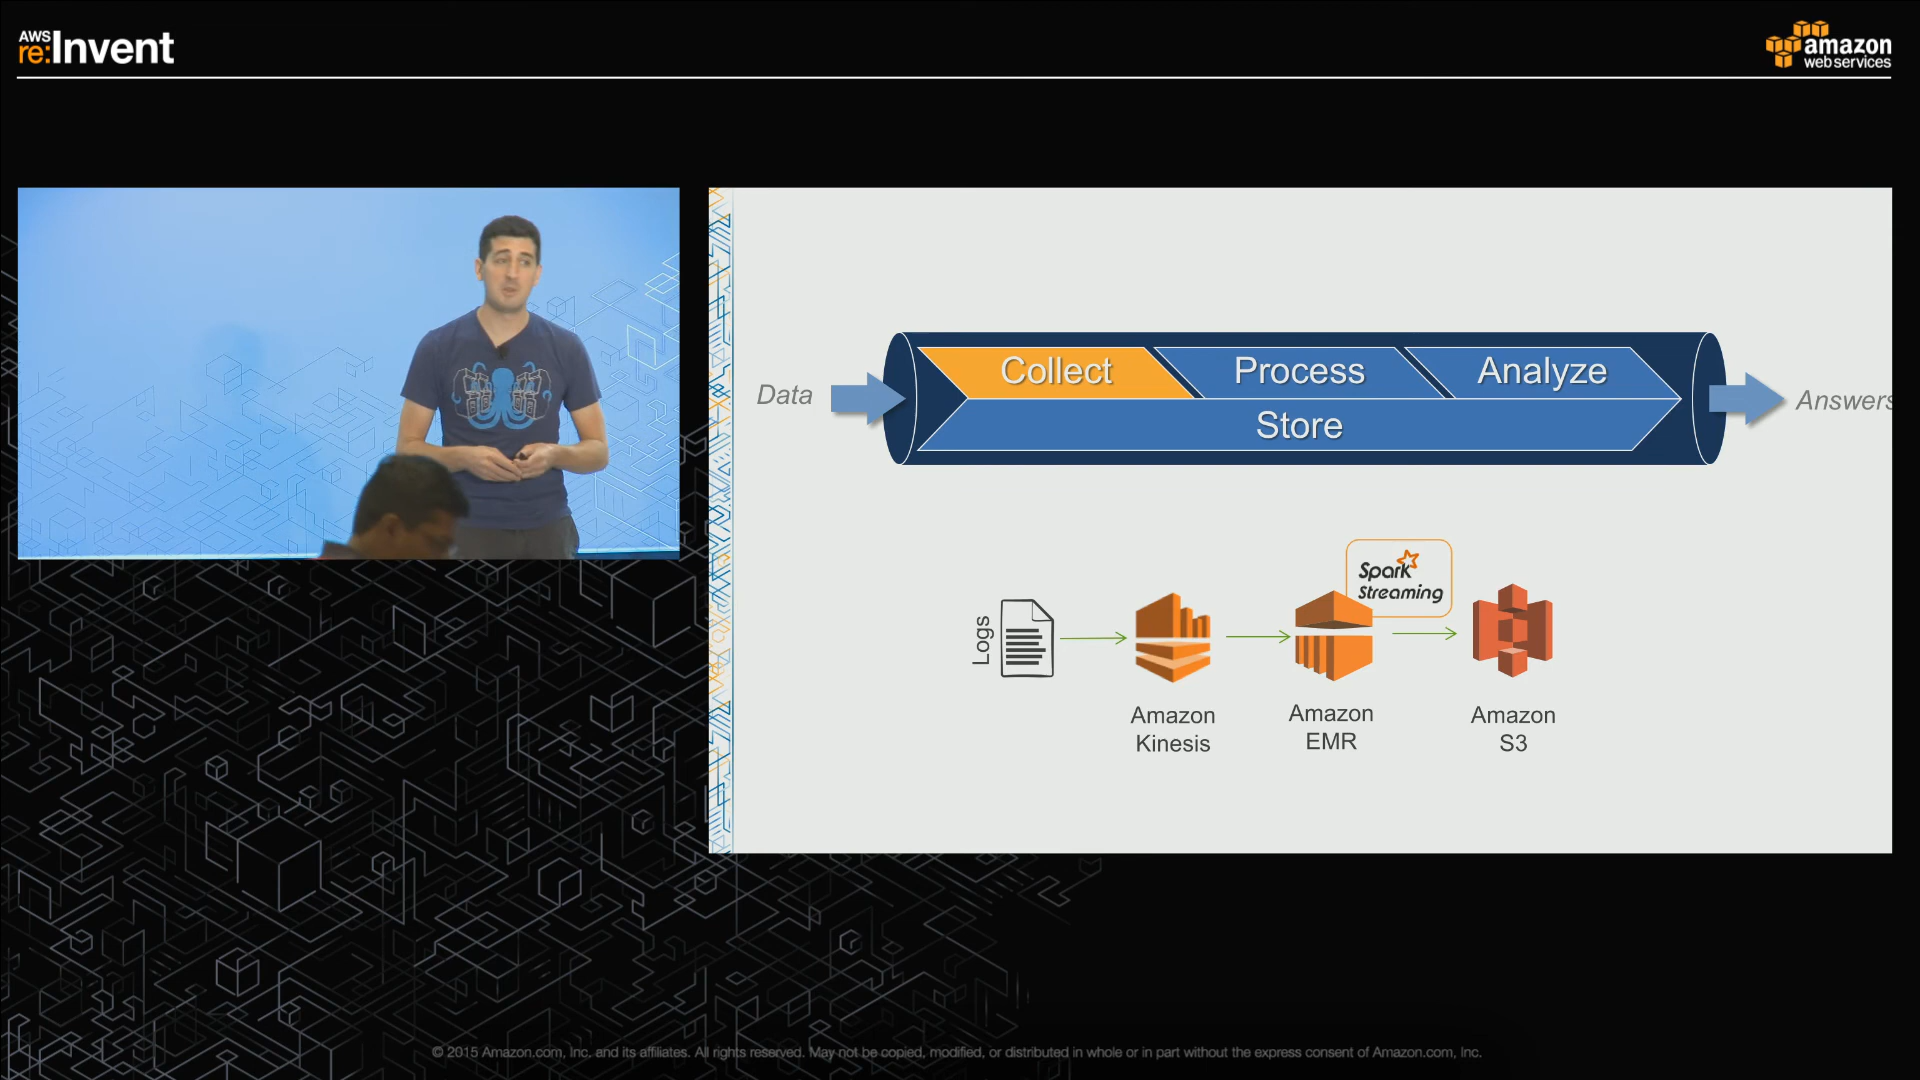 AWS
re:Invent
amazon
web services
Collect
Process
Analyze
Data
Answers
Store
Spark
Streaming
Logs
Amazon
Kinesis
Amazon
EMR
Amazon
S3
© 2015 Amazon.com, Inc. and its affiliates. All rights reserved. May not be copied, modified, or distributed in whole or in part without the express consent of Amazon.com, Inc.